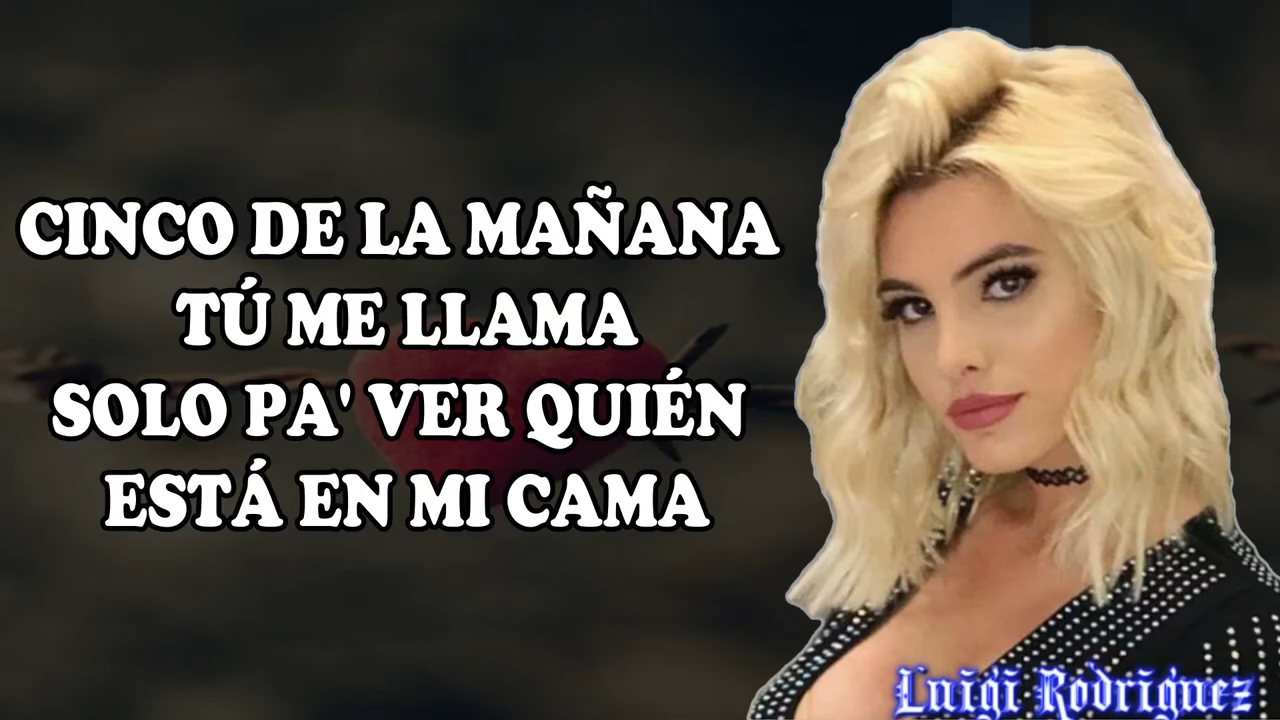 CINCO DE LA MAÑANA
TÚ ME LLAMA
SOLO PA' VER QUIÉN
ESTÁ EN MI CAMA
Luigi Rodriguez